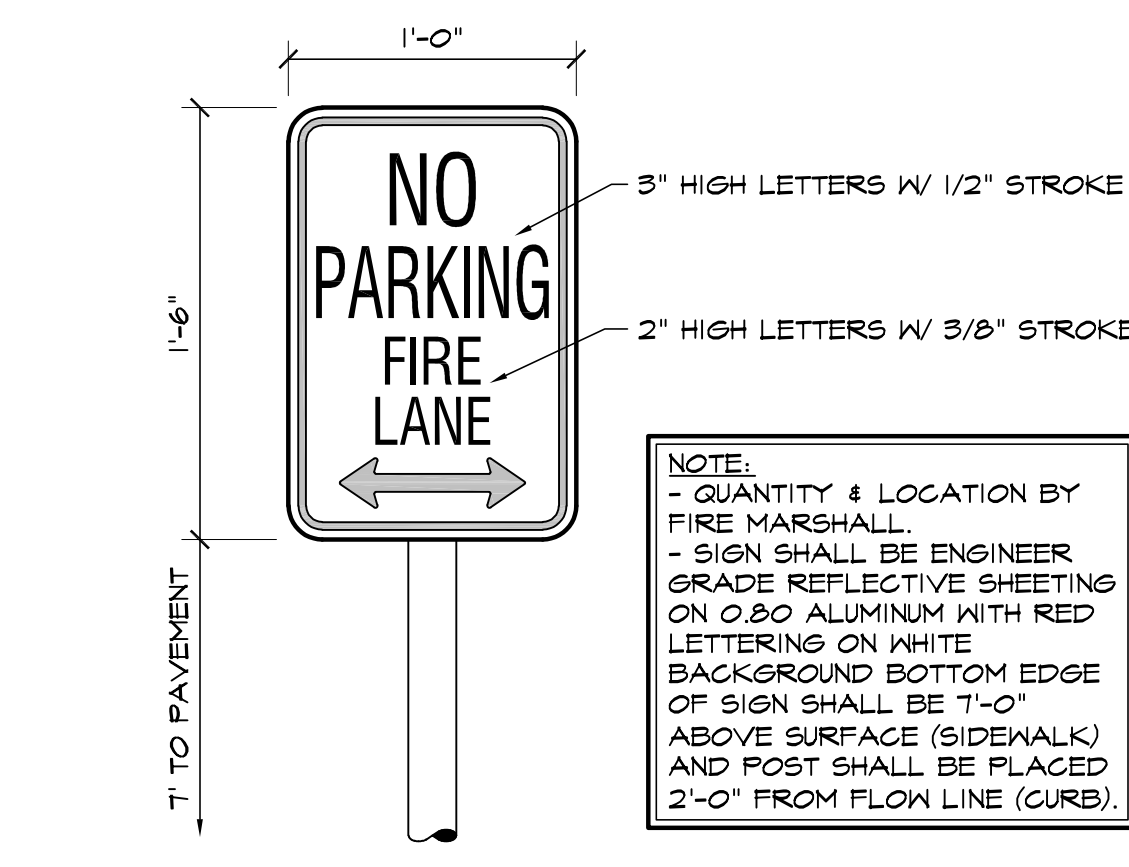 1'-0"
NO
PARKING
FIRE
LANE
1'-6"
7' TO PAVEMENT
3" HIGH LETTERS W/ 1/2" STROKE
2" HIGH LETTERS W/ 3/8" STROKE
NOTE:
- QUANTITY & LOCATION BY
FIRE MARSHALL.
- SIGN SHALL BE ENGINEER
GRADE REFLECTIVE SHEETING
ON 0.80 ALUMINUM WITH RED
LETTERING ON WHITE
BACKGROUND BOTTOM EDGE
OF SIGN SHALL BE 7'-0"
ABOVE SURFACE (SIDEWALK)
AND POST SHALL BE PLACED
2'-0" FROM FLOW LINE (CURB).